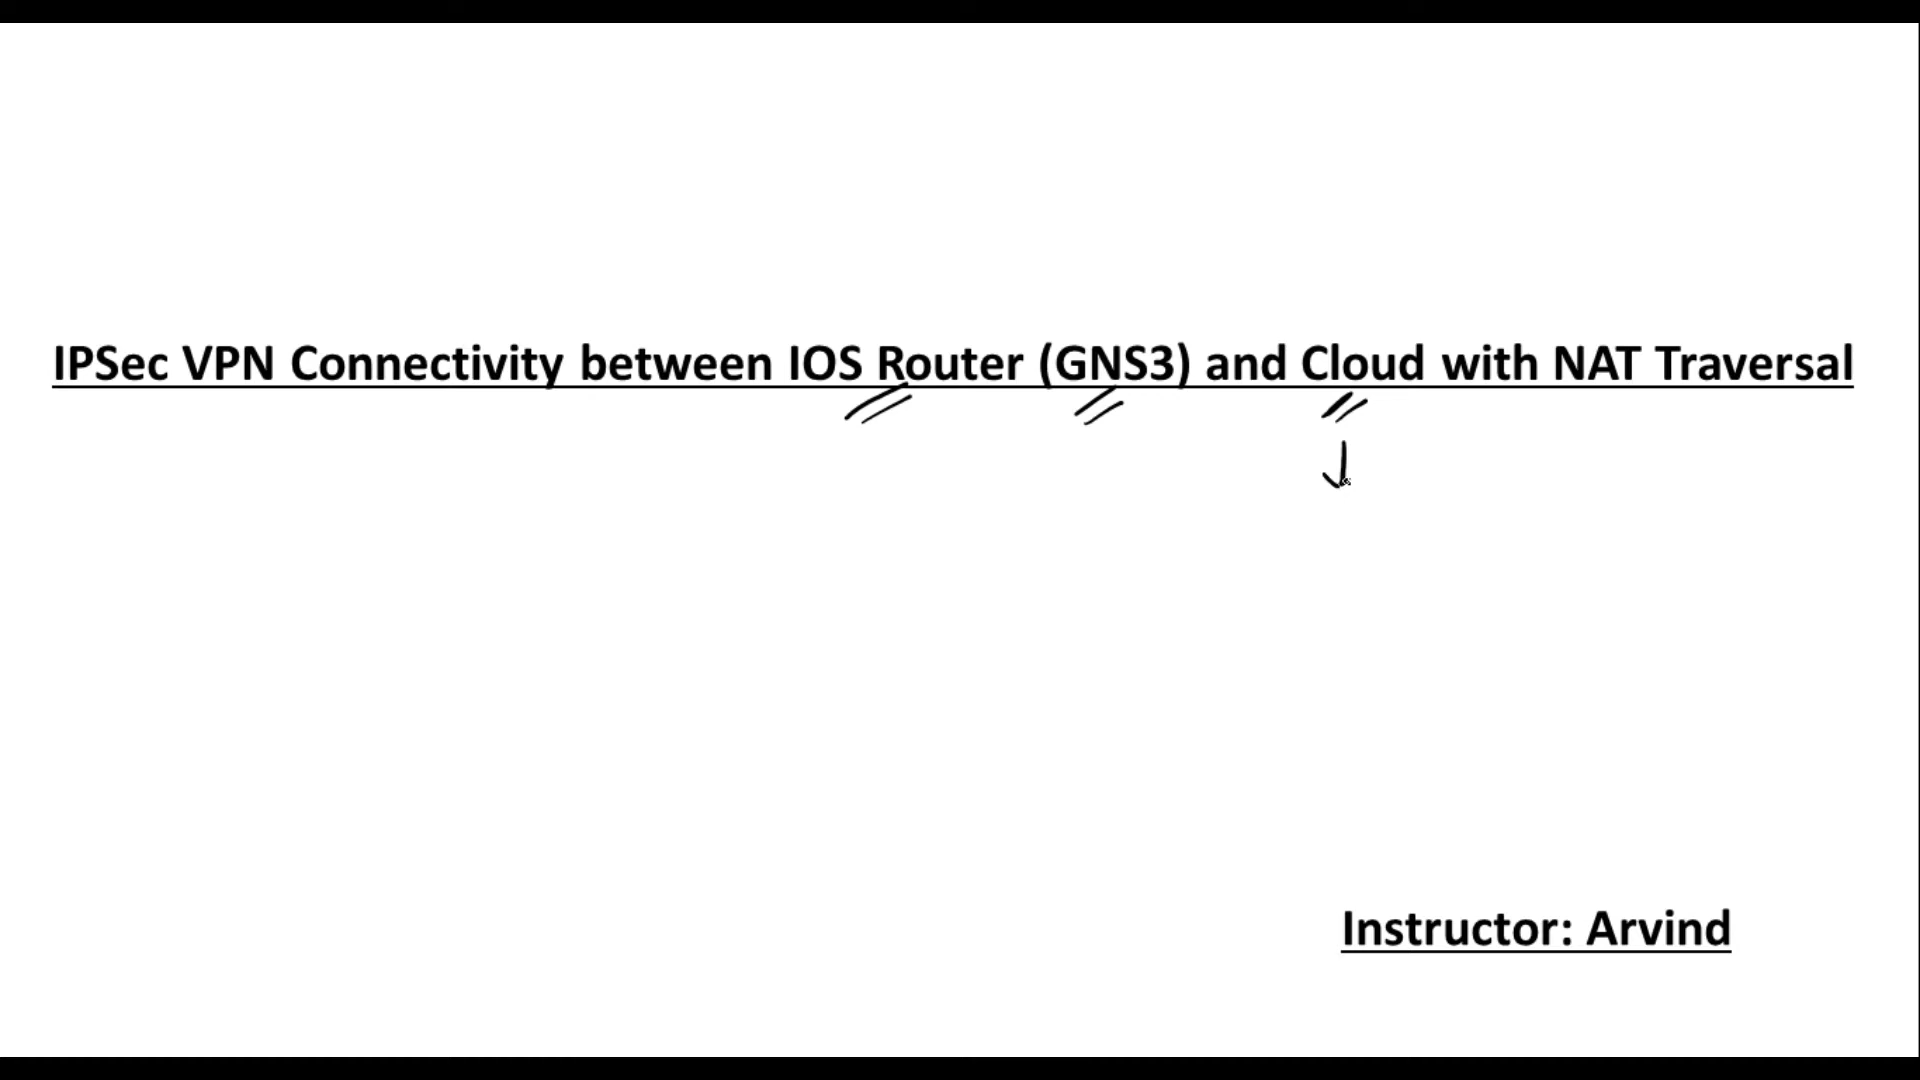 IPSec VPN Connectivity between IOS Router (GNS3) and Cloud with NAT Traversal
Instructor: Arvind